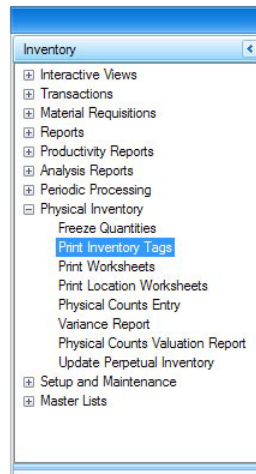 Inventory
Interactive Views
Transactions
Material Requisitions
Reports
Productivity Reports
Analysis Reports
Periodic Processing
Physical Inventory
Freeze Quantities
Print Inventory Tags
Print Worksheets
Print Location Worksheets
Physical Counts Entry
Variance Report
Physical Counts Valuation Report
Update Perpetual Inventory
Setup and Maintenance
Master Lists